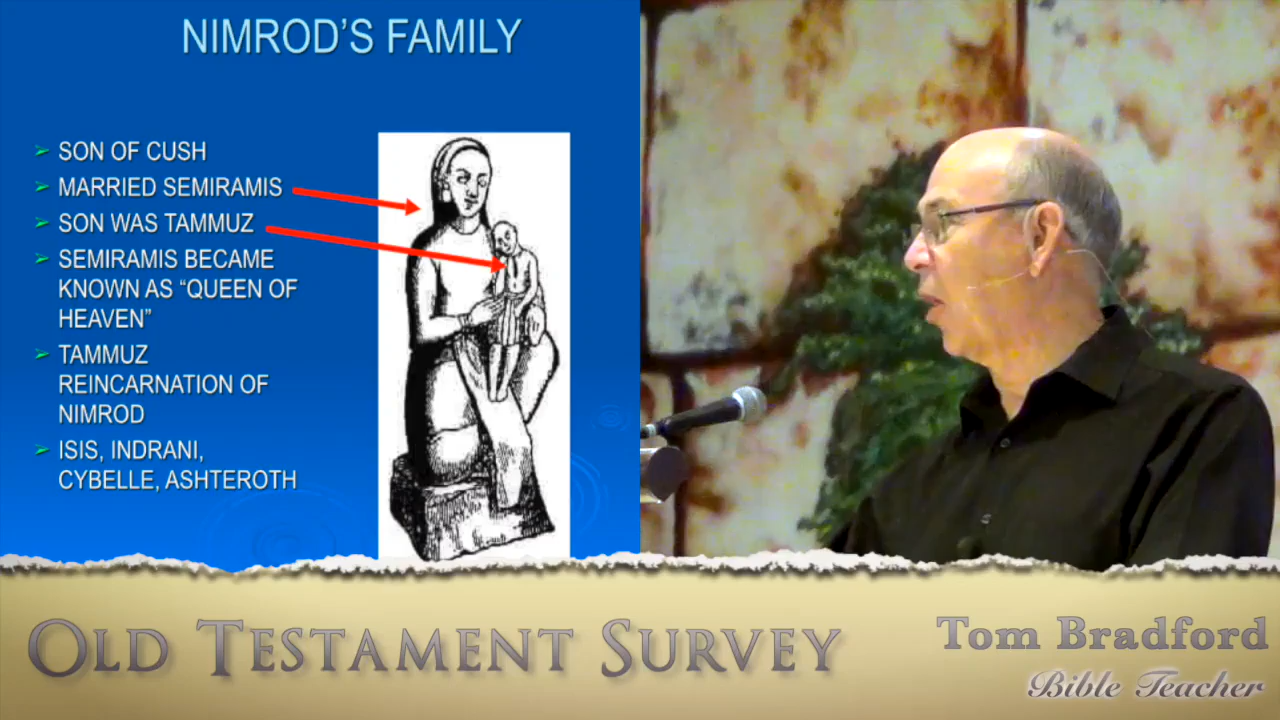 NIMROD'S FAMILY
➢ SON OF CUSH
➢ MARRIED SEMIRAMIS
➢ SON WAS TAMMUZ
➢ SEMIRAMIS BECAME
KNOWN AS “QUEEN OF
HEAVEN”
➢ TAMMUZ
REINCARNATION OF
NIMROD
➢ ISIS, INDRANI,
CYBELLE, ASHTEROTH
OLD TESTAMENT SURVEY
Tom Bradford
Bible Teacher